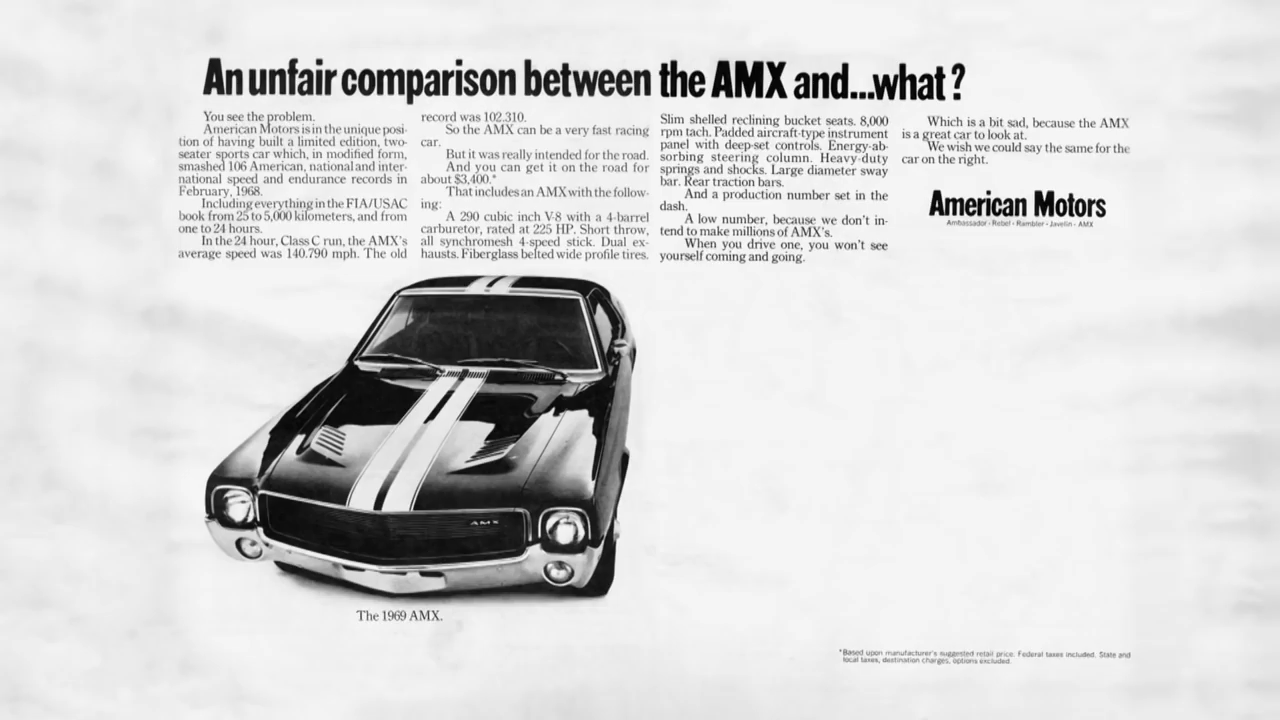 An unfair comparison between the AMX and...what?
You see the problem.
American Motors is in the unique posi-
tion of having built a limited edition, two-
seater sports car which, in modified form,
smashed 106 American, national and inter-
national speed and endurance records in
February, 1968.
Including everything in the FIA/USAC
book from 25 to 5,000 kilometers, and from
one to 24 hours.
In the 24 hour, Class C run, the AMX's
average speed was 140.790 mph. The old
record was 102.310.
So the AMX can be a very fast racing
car.
But it was really intended for the road.
And you can get it on the road for
about $3,400.*
That includes an AMX with the follow-
ing:
A 290 cubic inch V-8 with a 4-barrel
carburetor, rated at 225 HP. Short throw,
all synchromesh 4-speed stick. Dual ex-
hausts. Fiberglass belted wide profile tires.
Slim shelled reclining bucket seats. 8,000
rpm tach. Padded aircraft-type instrument
panel with deep-set controls. Energy-ab-
sorbing steering column. Heavy-duty
springs and shocks. Large diameter sway
bar. Rear traction bars.
And a production number set in the
dash.
A low number, because we don't in-
tend to make millions of AMX's.
When you drive one, you won't see
yourself coming and going.
Which is a bit sad, because the AMX
is a great car to look at.
We wish we could say the same for the
car on the right.
American Motors
Ambassador • Rebel • Rambler • Javelin • AMX
AMX
The 1969 AMX.
*Based upon manufacturer's suggested retail price. Federal taxes included. State and
local taxes, destination charges, options excluded.